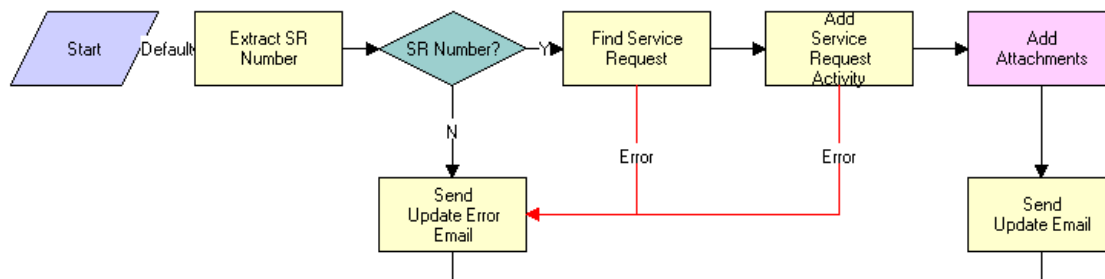 Start
Default
Extract SR
Number
SR Number?
Y
Find Service
Request
Add
Service
Request
Activity
Add
Attachments
N
Error
Error
Send
Update Error
Email
Send
Update Email